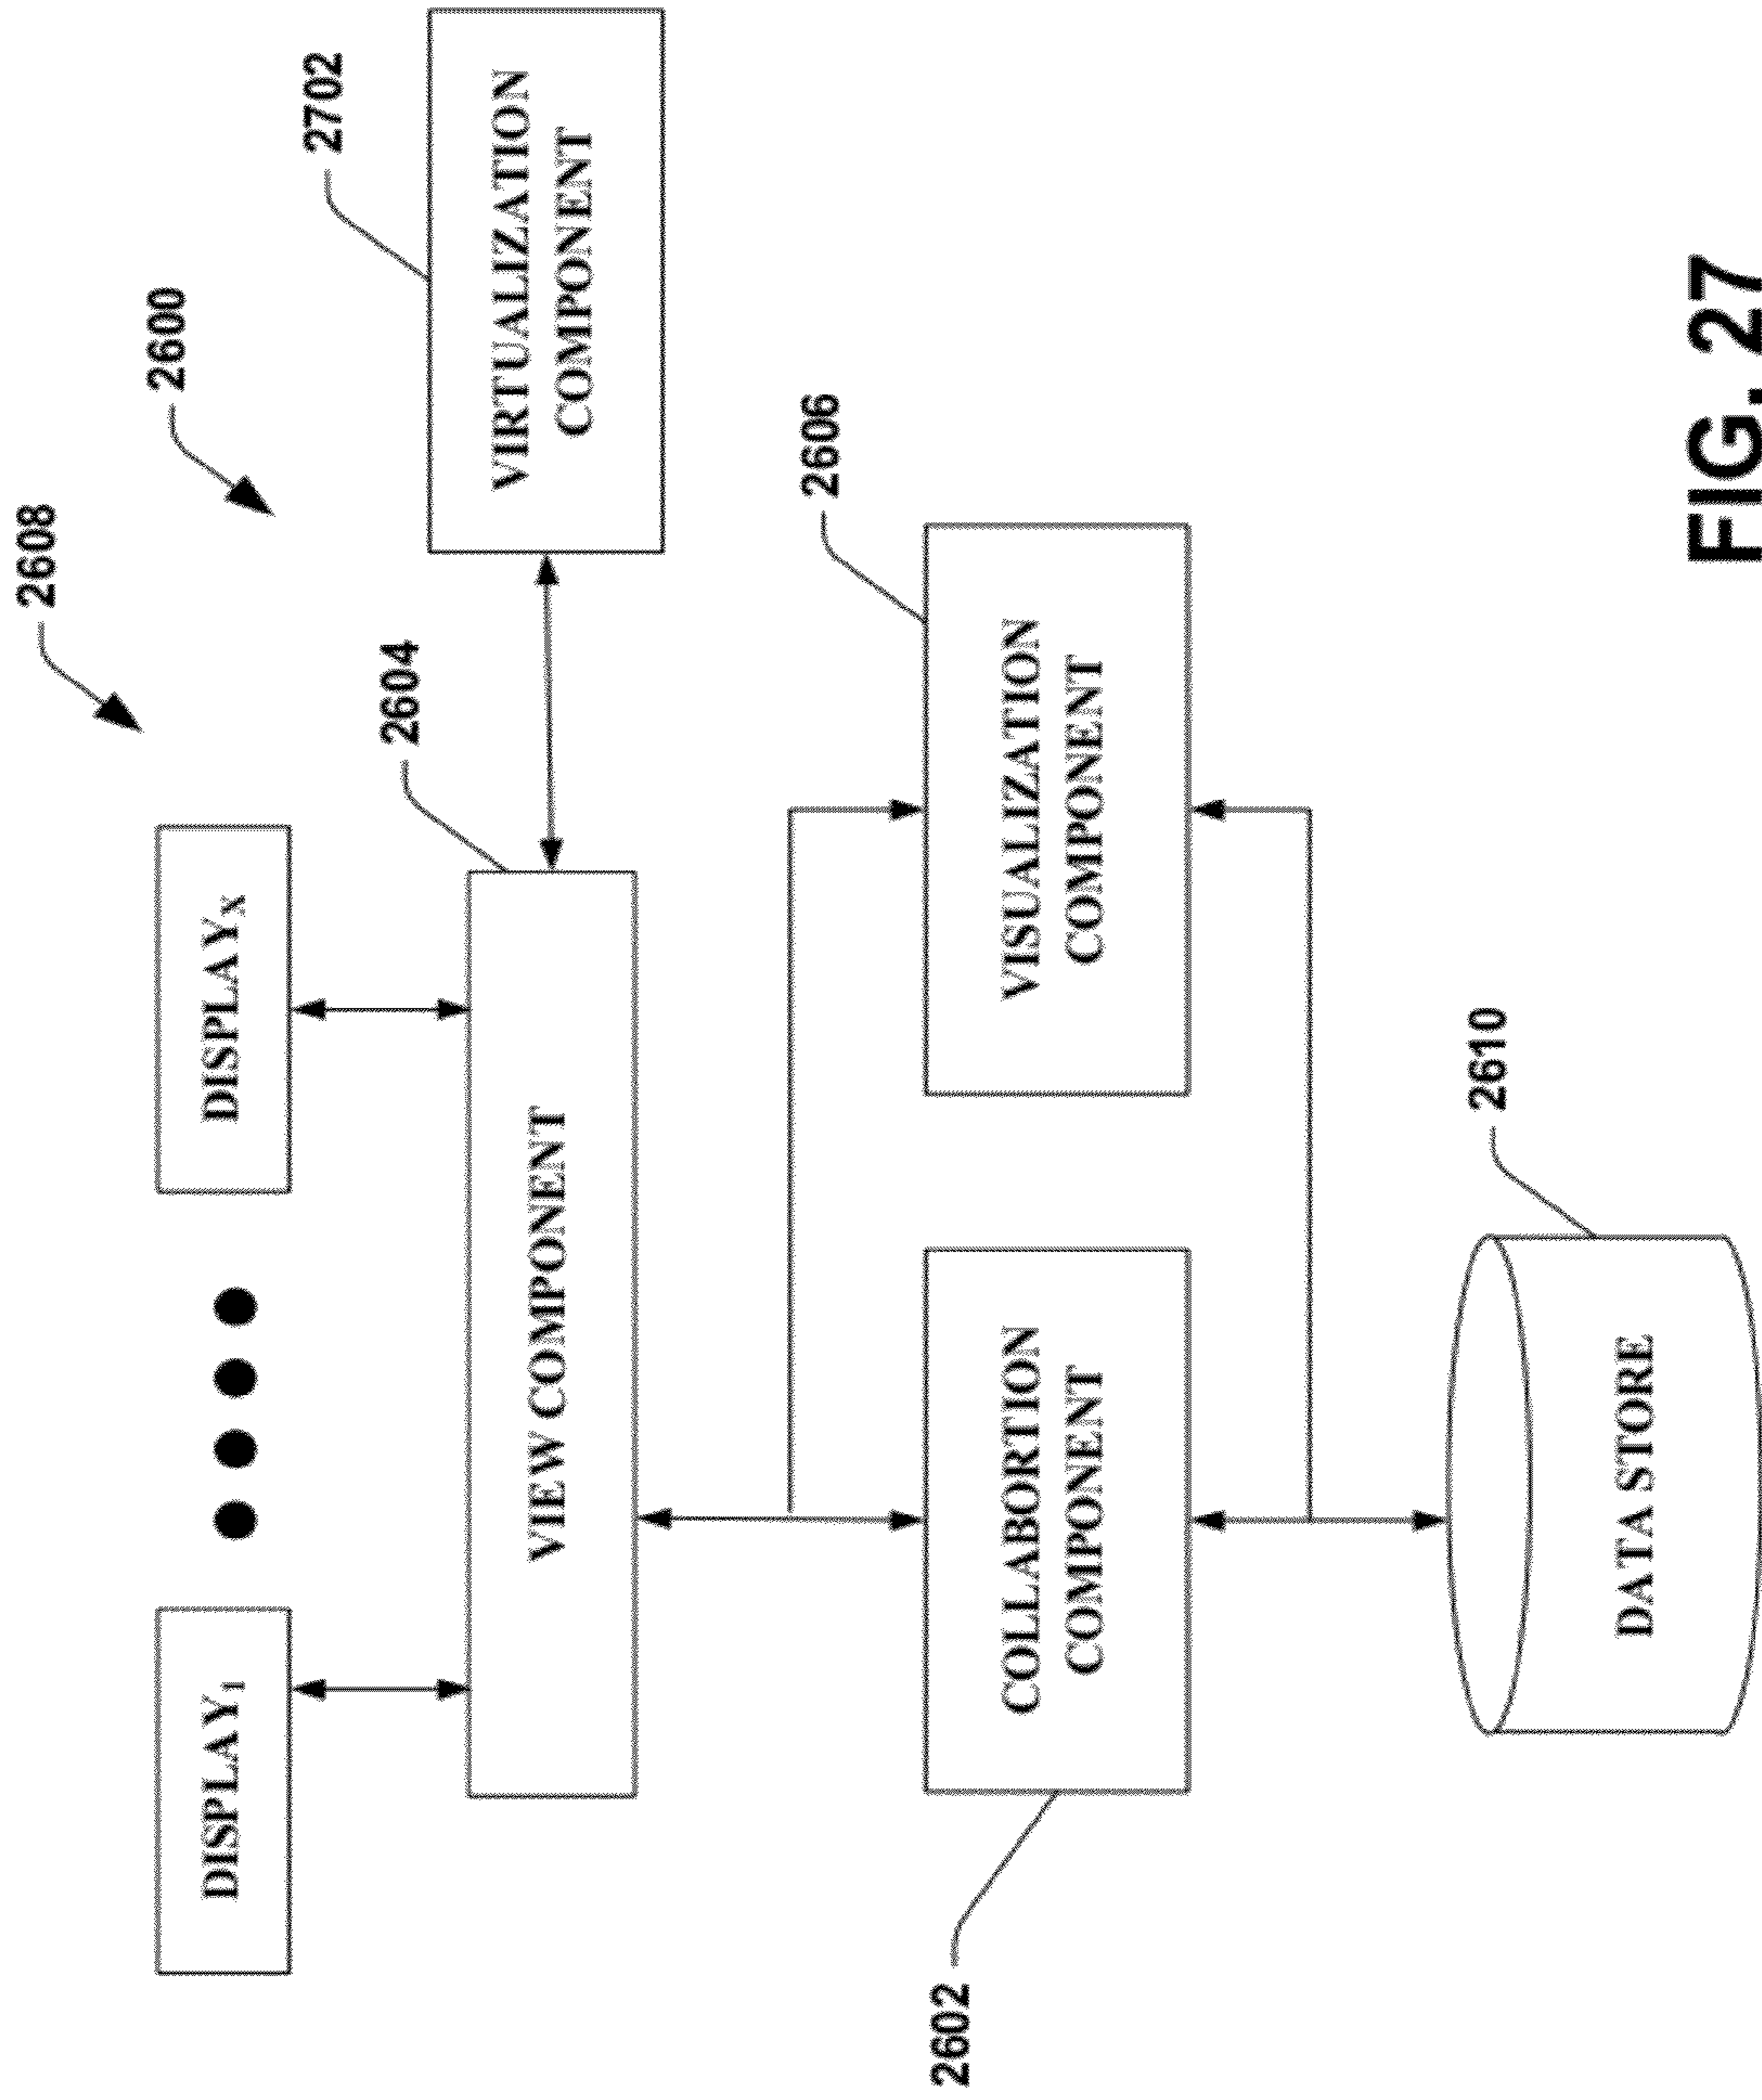 2608
2600
2702
DISPLAY1
DISPLAYX
2604
VIRTUALIZATION
COMPONENT
VIEW COMPONENT
2606
COLLABORTION
COMPONENT
VISUALIZATION
COMPONENT
2602
2610
DATA STORE
FIG. 27